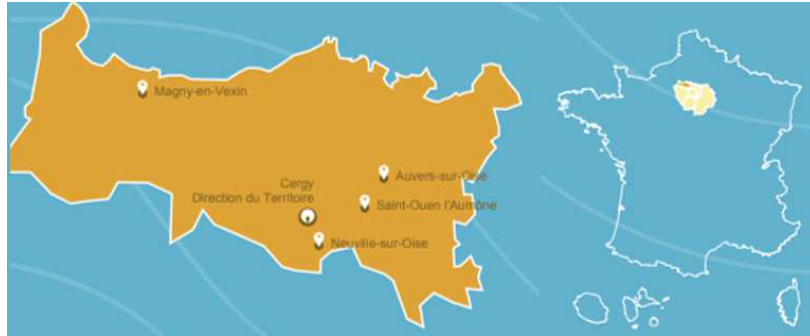 Magny-en-Vexin
Auvers-sur-Oise
Cergy
Direction du Territoire
Saint-Ouen l'Aumône
Neuville-sur-Oise